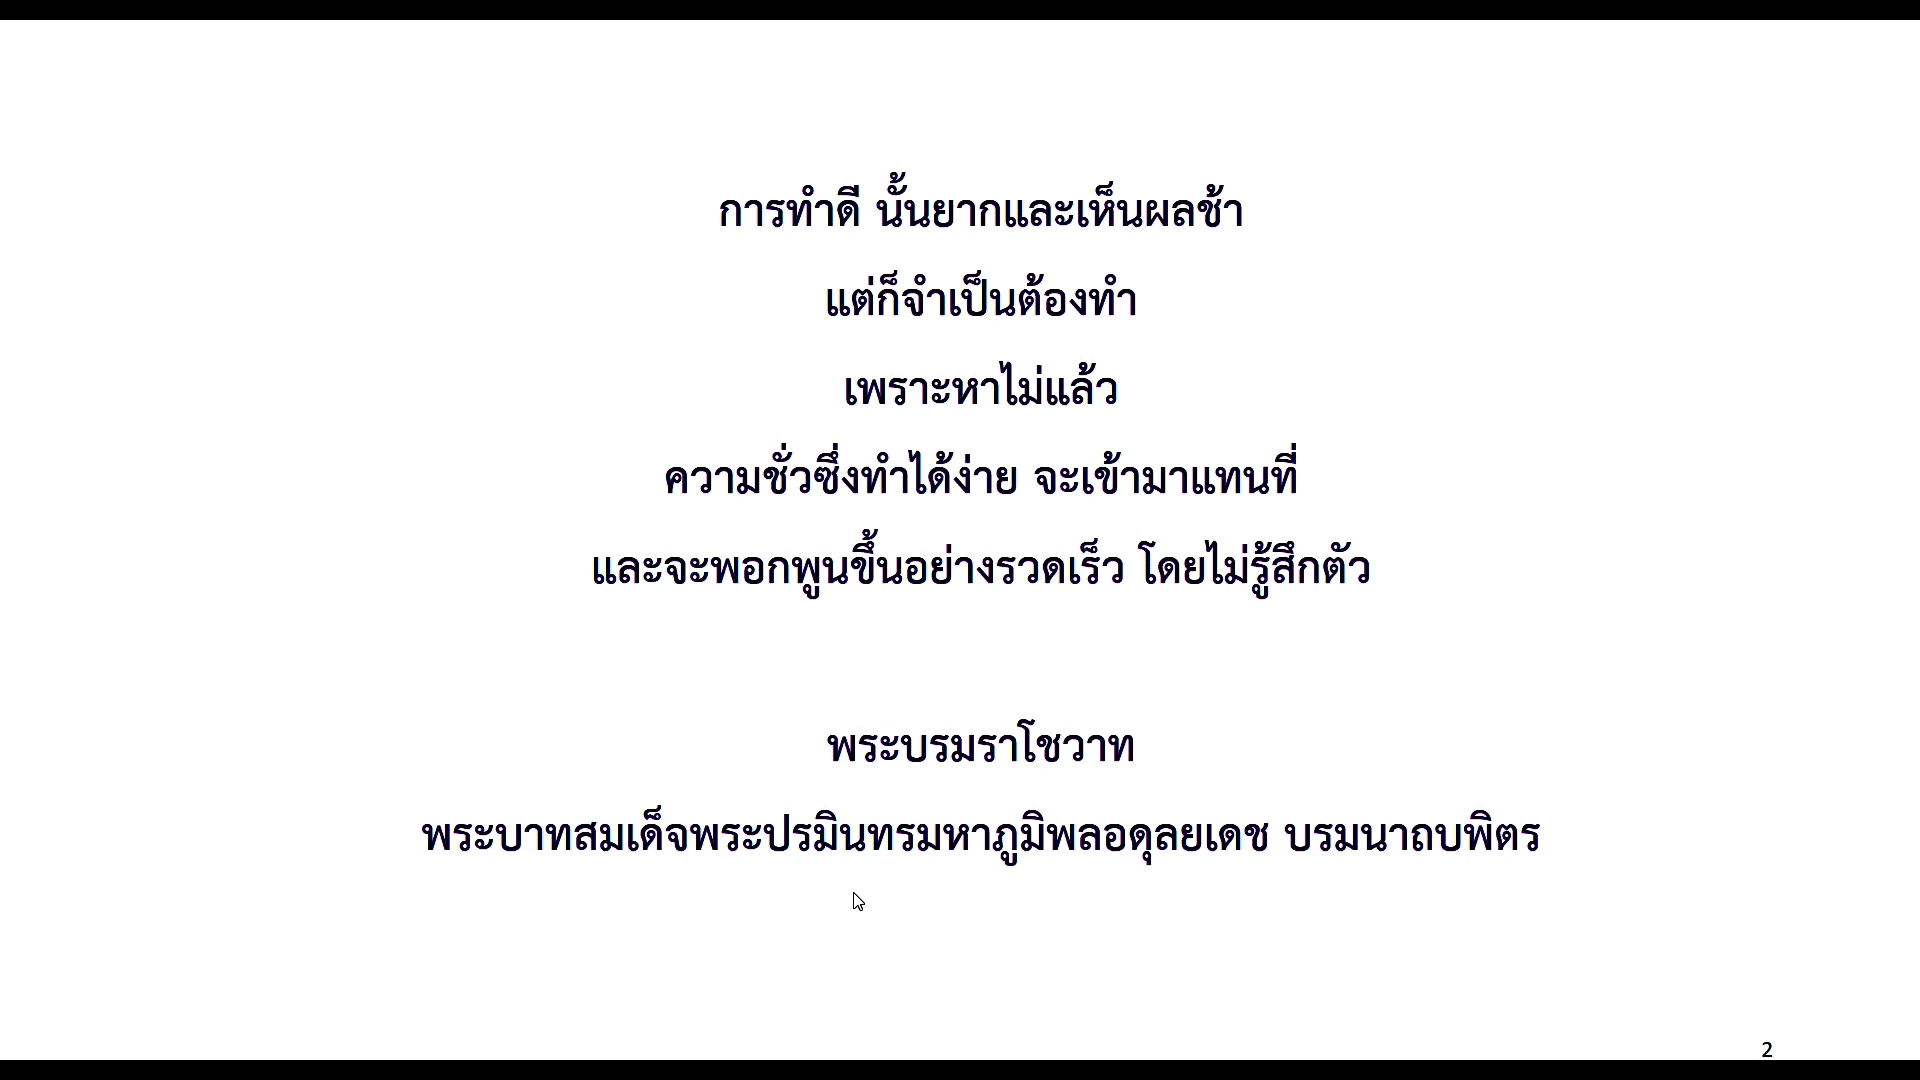 การทำดี นั้นยากและเห็นผลช้า
แต่ก็จำเป็นต้องทำ
เพราะหาไม่แล้ว
ความชั่วซึ่งทำได้ง่าย จะเข้ามาแทนที่
และจะพอกพูนขึ้นอย่างรวดเร็ว โดยไม่รู้สึกตัว
พระบรมราโชวาท
พระบาทสมเด็จพระปรมินทรมหาภูมิพลอดุลยเดช บรมนาถบพิตร
2